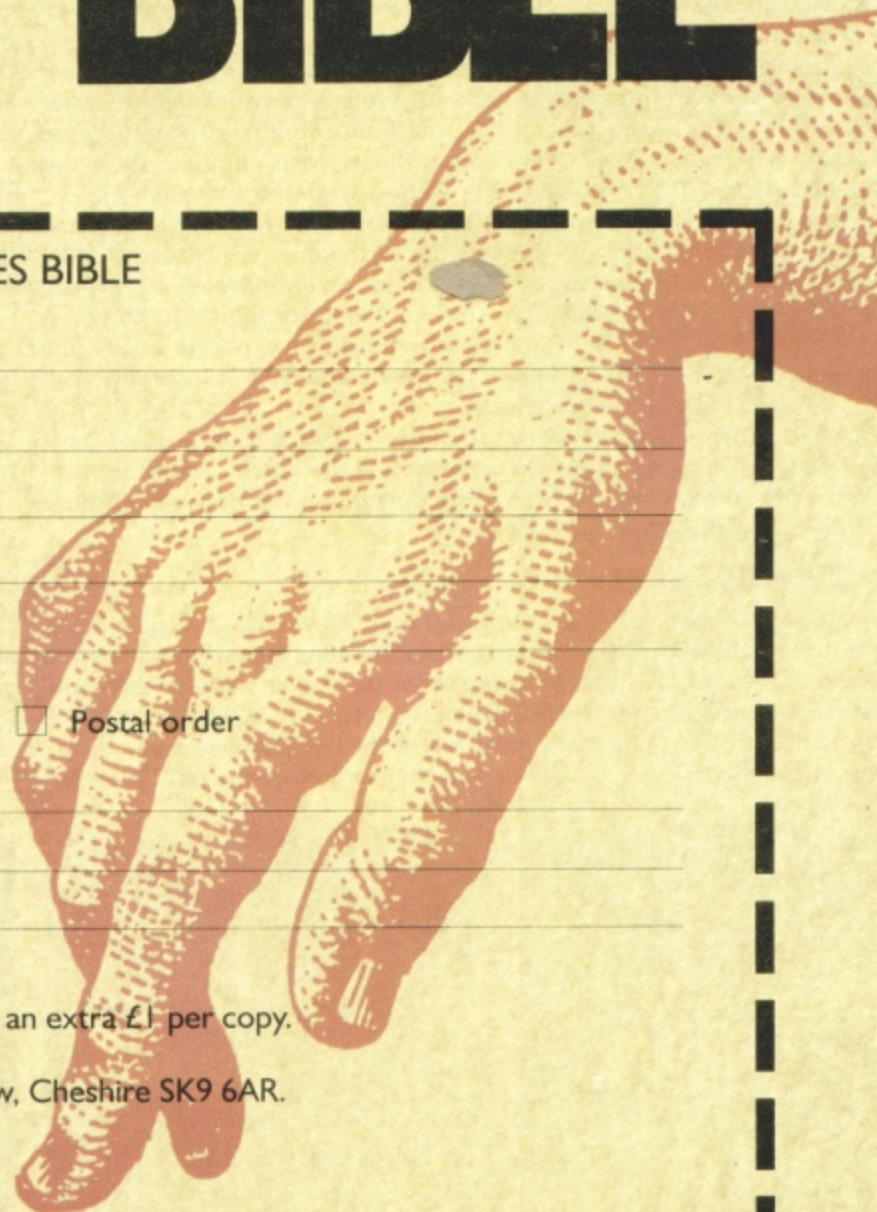 BIBLE
ES BIBLE
Postal order
an extra £1 per copy.
w, Cheshire SK9 6AR.